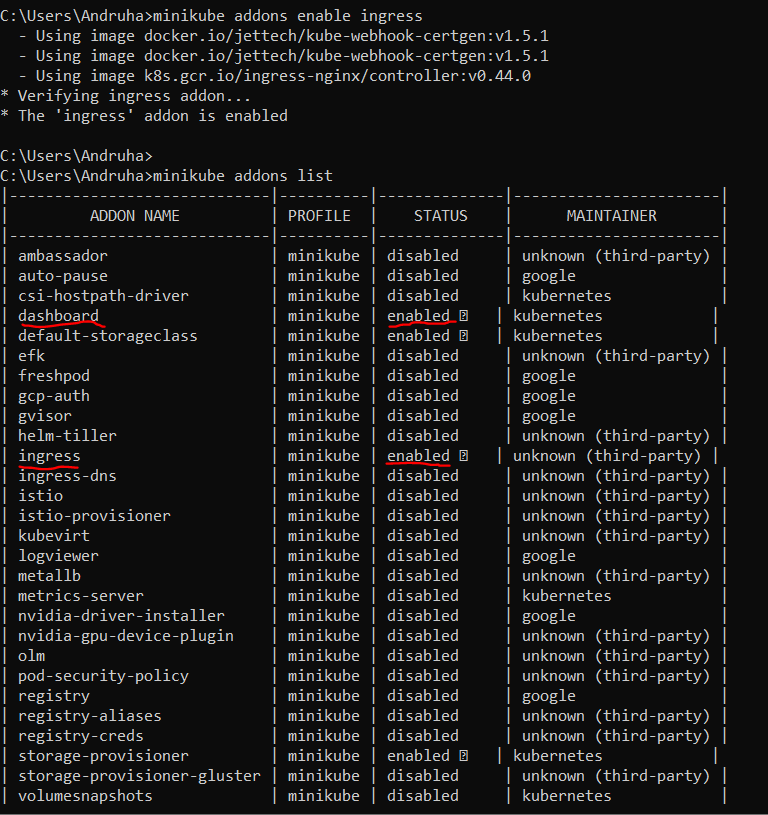 C:\Users\Andruha>minikube addons enable ingress
  - Using image docker.io/jettech/kube-webhook-certgen:v1.5.1
  - Using image docker.io/jettech/kube-webhook-certgen:v1.5.1
  - Using image k8s.gcr.io/ingress-nginx/controller:v0.44.0
* Verifying ingress addon...
* The 'ingress' addon is enabled
C:\Users\Andruha>
C:\Users\Andruha>minikube addons list
|-----------------------------|----------|--------------|-----------------------|
|         ADDON NAME          | PROFILE  |    STATUS    |      MAINTAINER       |
|-----------------------------|----------|--------------|-----------------------|
| ambassador                  | minikube | disabled     | unknown (third-party) |
| auto-pause                  | minikube | disabled     | google                |
| csi-hostpath-driver         | minikube | disabled     | kubernetes            |
| dashboard                   | minikube | enabled    | kubernetes            |
| default-storageclass        | minikube | enabled    | kubernetes            |
| efk                         | minikube | disabled     | unknown (third-party) |
| freshpod                    | minikube | disabled     | google                |
| gcp-auth                    | minikube | disabled     | google                |
| gvisor                      | minikube | disabled     | google                |
| helm-tiller                 | minikube | disabled     | unknown (third-party) |
| ingress                     | minikube | enabled    | unknown (third-party) |
| ingress-dns                 | minikube | disabled     | unknown (third-party) |
| istio                       | minikube | disabled     | unknown (third-party) |
| istio-provisioner           | minikube | disabled     | unknown (third-party) |
| kubevirt                    | minikube | disabled     | unknown (third-party) |
| logviewer                   | minikube | disabled     | google                |
| metallb                     | minikube | disabled     | unknown (third-party) |
| metrics-server              | minikube | disabled     | kubernetes            |
| nvidia-driver-installer     | minikube | disabled     | google                |
| nvidia-gpu-device-plugin    | minikube | disabled     | unknown (third-party) |
| olm                         | minikube | disabled     | unknown (third-party) |
| pod-security-policy         | minikube | disabled     | unknown (third-party) |
| registry                    | minikube | disabled     | google                |
| registry-aliases            | minikube | disabled     | unknown (third-party) |
| registry-creds              | minikube | disabled     | unknown (third-party) |
| storage-provisioner         | minikube | enabled    | kubernetes            |
| storage-provisioner-gluster | minikube | disabled     | unknown (third-party) |
| volumesnapshots             | minikube | disabled     | kubernetes            |